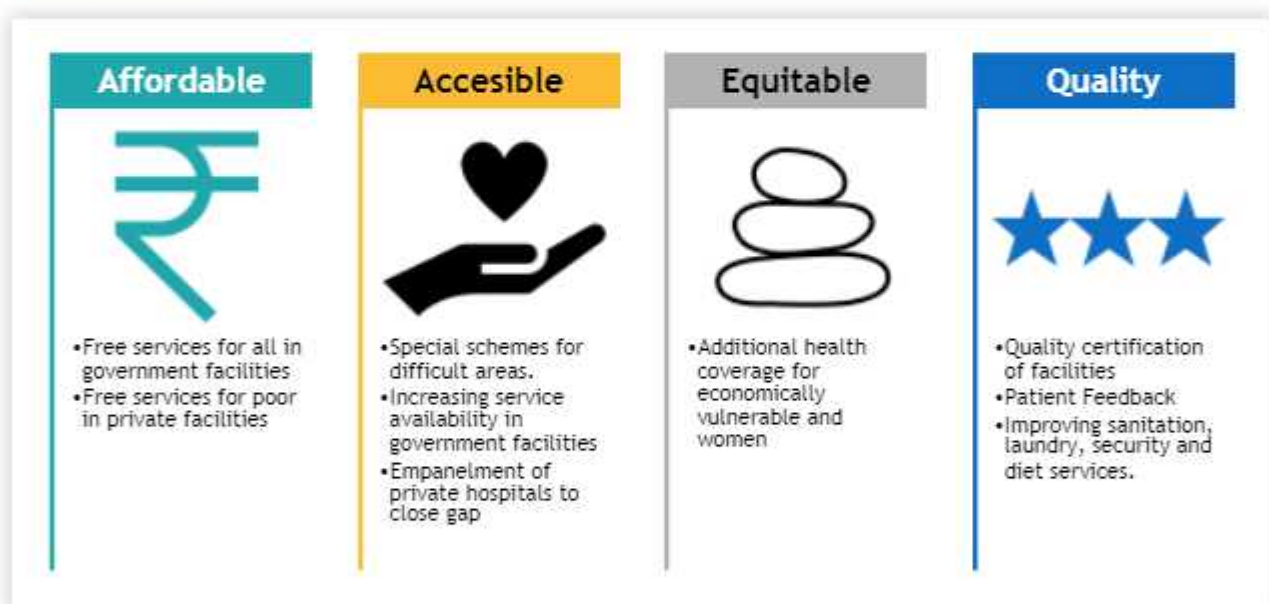 Affordable
•Free services for all in
government facilities
•Free services for poor
in private facilities
Accesible
•Special schemes for
difficult areas.
•Increasing service
availability in
government facilities
•Empanelment of
private hospitals to
close gap
Equitable
•Additional health
coverage for
economically
vulnerable and
women
Quality
•Quality certification
of facilities
•Patient Feedback
•Improving sanitation,
laundry, security and
diet services.